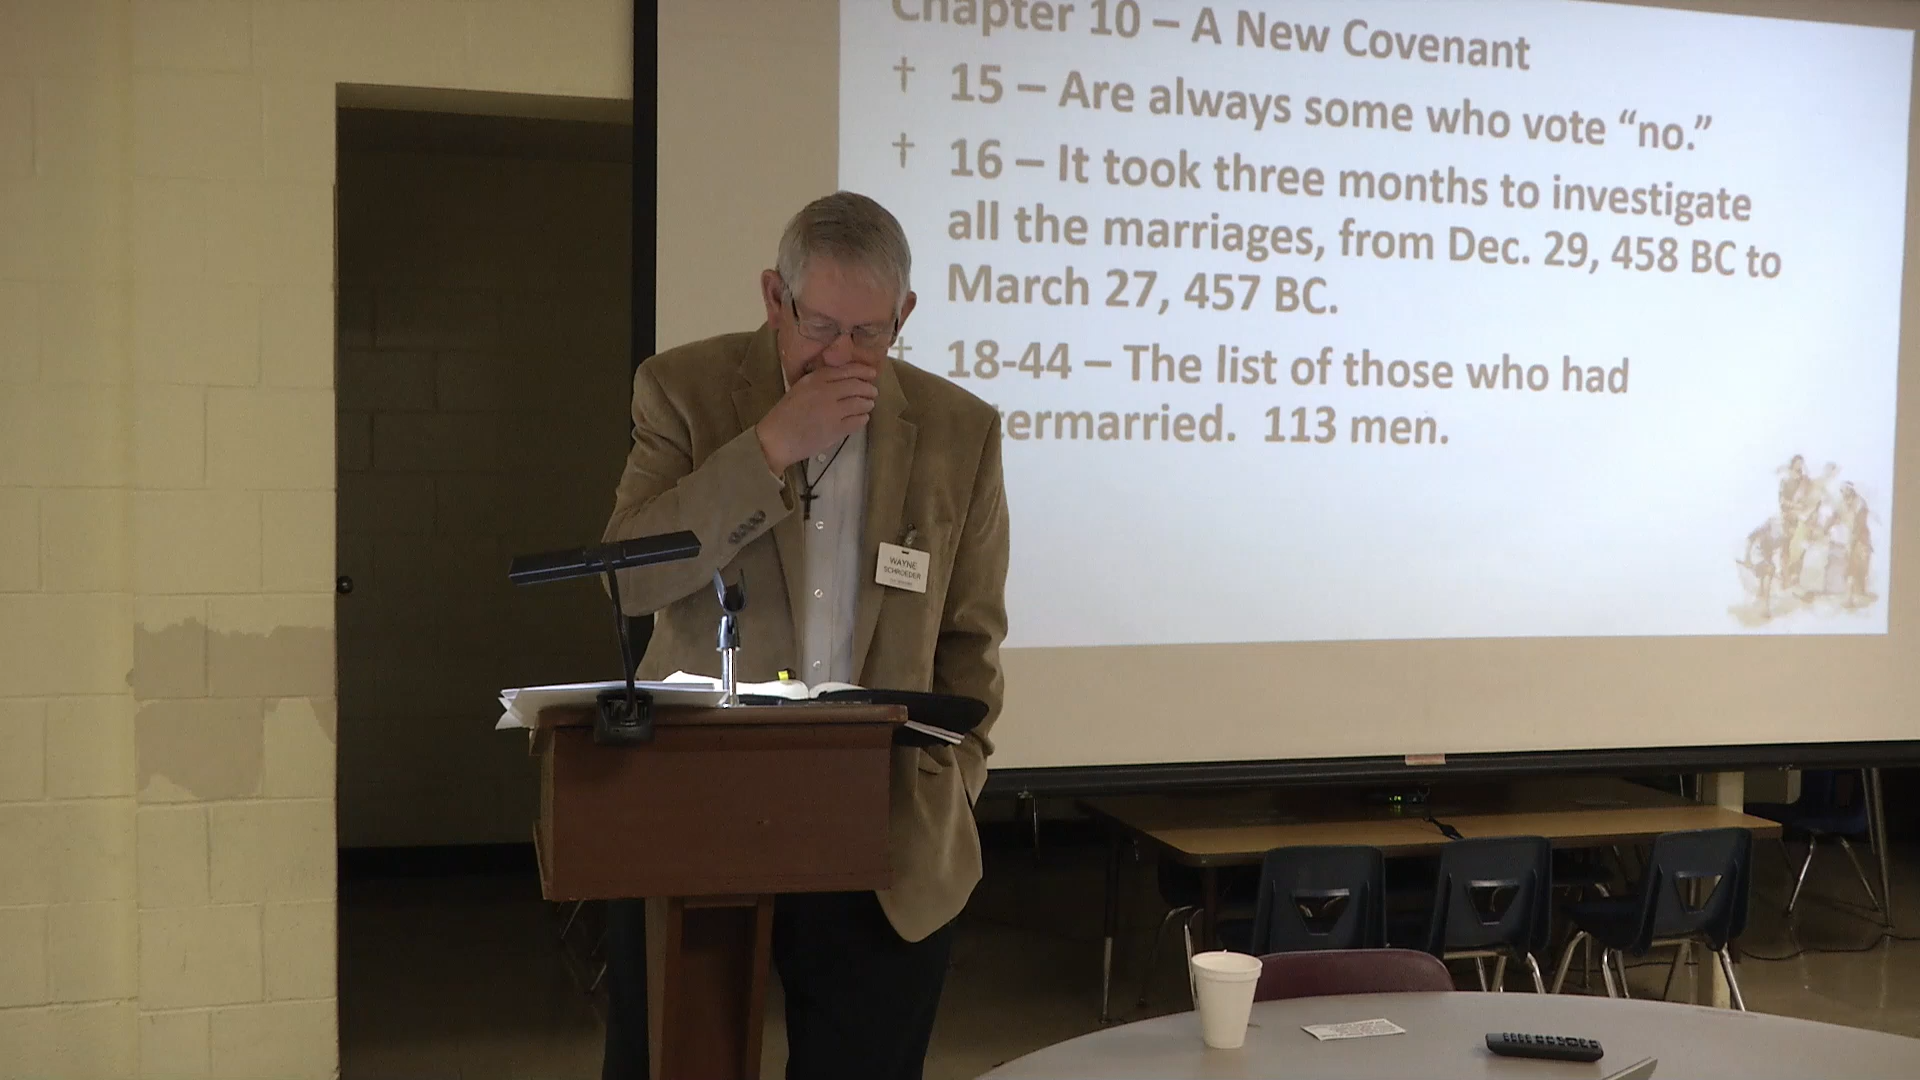 Chapter 10 – A New Covenant
† 15 – Are always some who vote “no.”
† 16 – It took three months to investigate
all the marriages, from Dec. 29, 458 BC to
March 27, 457 BC.
† 18-44 – The list of those who had
termarried. 113 men.
WAYNE
SCHROEDER